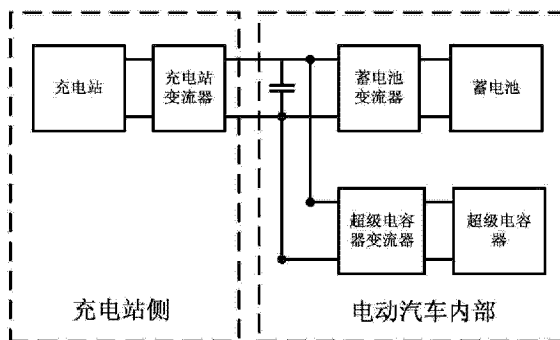 充电站
充电站
变流器
蓄电池
变流器
蓄电池
超级电容
器变流器
超级电容
器
充电站侧
电动汽车内部